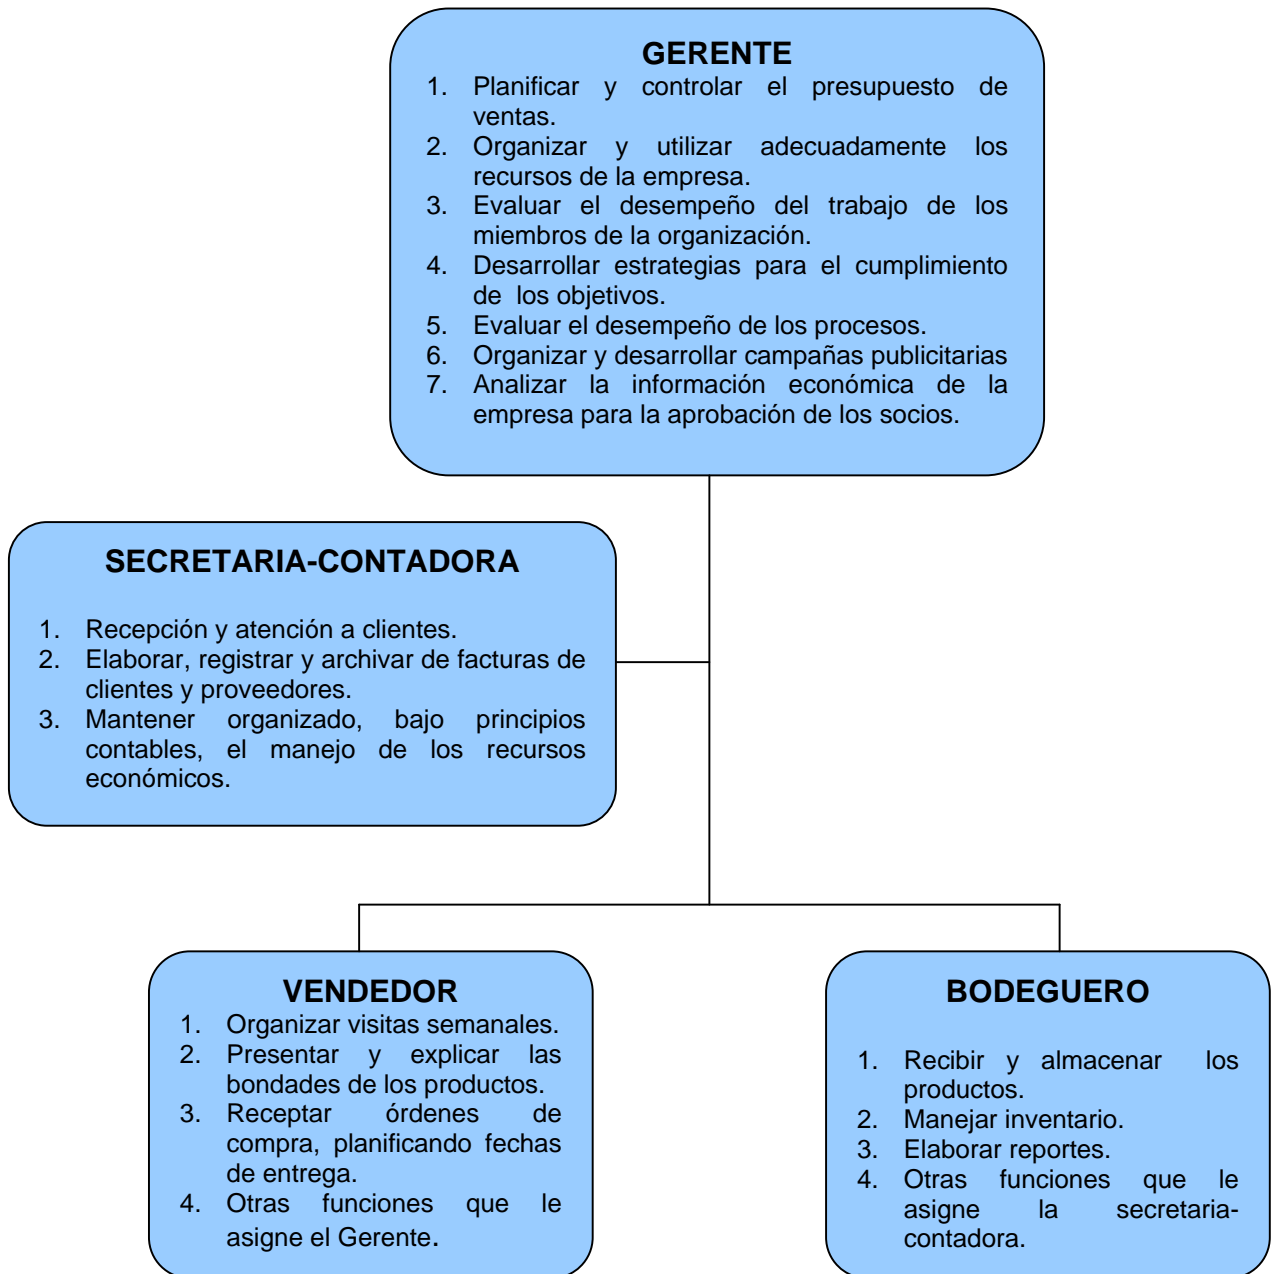 GERENTE
1. Planificar y controlar el presupuesto de
ventas.
2. Organizar y utilizar adecuadamente los
recursos de la empresa.
3. Evaluar el desempeño del trabajo de los
miembros de la organización.
4. Desarrollar estrategias para el cumplimiento
de los objetivos.
5. Evaluar el desempeño de los procesos.
6. Organizar y desarrollar campañas publicitarias
7. Analizar la información económica de la
empresa para la aprobación de los socios.
SECRETARIA-CONTADORA
1. Recepción y atención a clientes.
2. Elaborar, registrar y archivar de facturas de
clientes y proveedores.
3. Mantener organizado, bajo principios
contables, el manejo de los recursos
económicos.
VENDEDOR
1. Organizar visitas semanales.
2. Presentar y explicar las
bondades de los productos.
3. Receptar órdenes de
compra, planificando fechas
de entrega.
4. Otras funciones que le
asigne el Gerente.
BODEGUERO
1. Recibir y almacenar los
productos.
2. Manejar inventario.
3. Elaborar reportes.
4. Otras funciones que le
asigne la secretaria-
contadora.